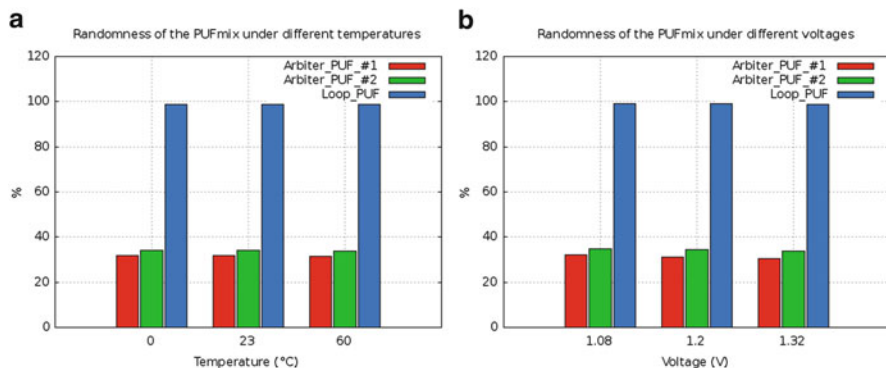 a
Randomness of the PUFmix under different temperatures
120
100
80
60
40
20
0
%
Arbiter_PUF_#1
Arbiter_PUF_#2
Loop_PUF
0 23 60
Temperature (°C)
b
Randomness of the PUFmix under different voltages
120
100
80
60
40
20
0
%
Arbiter_PUF_#1
Arbiter_PUF_#2
Loop_PUF
1.08 1.2 1.32
Voltage (V)